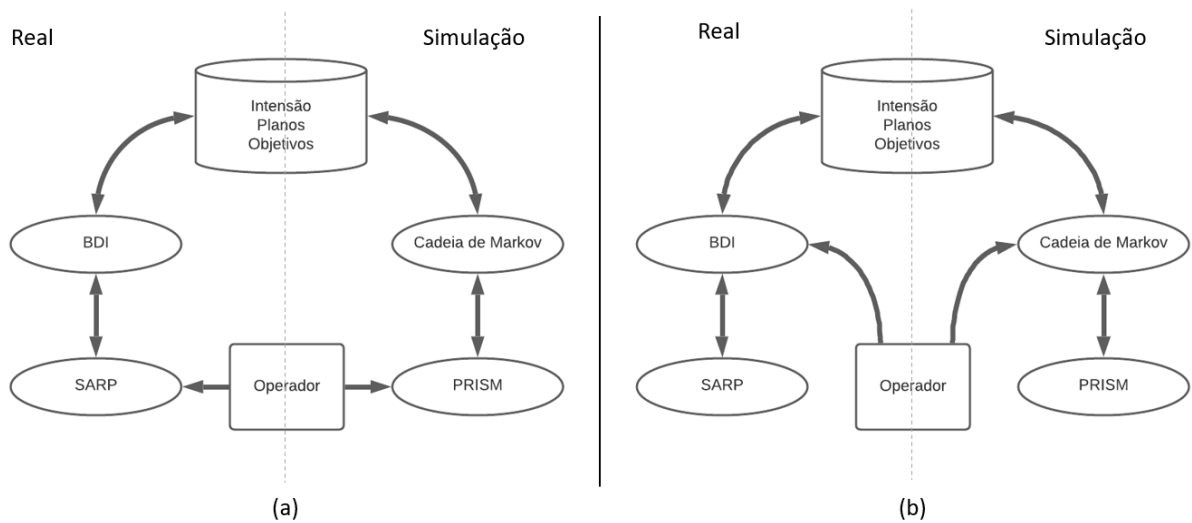 Real
Simulação
Intensão
Planos
Objetivos
BDI
Cadeia de Markov
SARP
Operador
PRISM
(a)
Real
Simulação
Intensão
Planos
Objetivos
BDI
Cadeia de Markov
SARP
Operador
PRISM
(b)